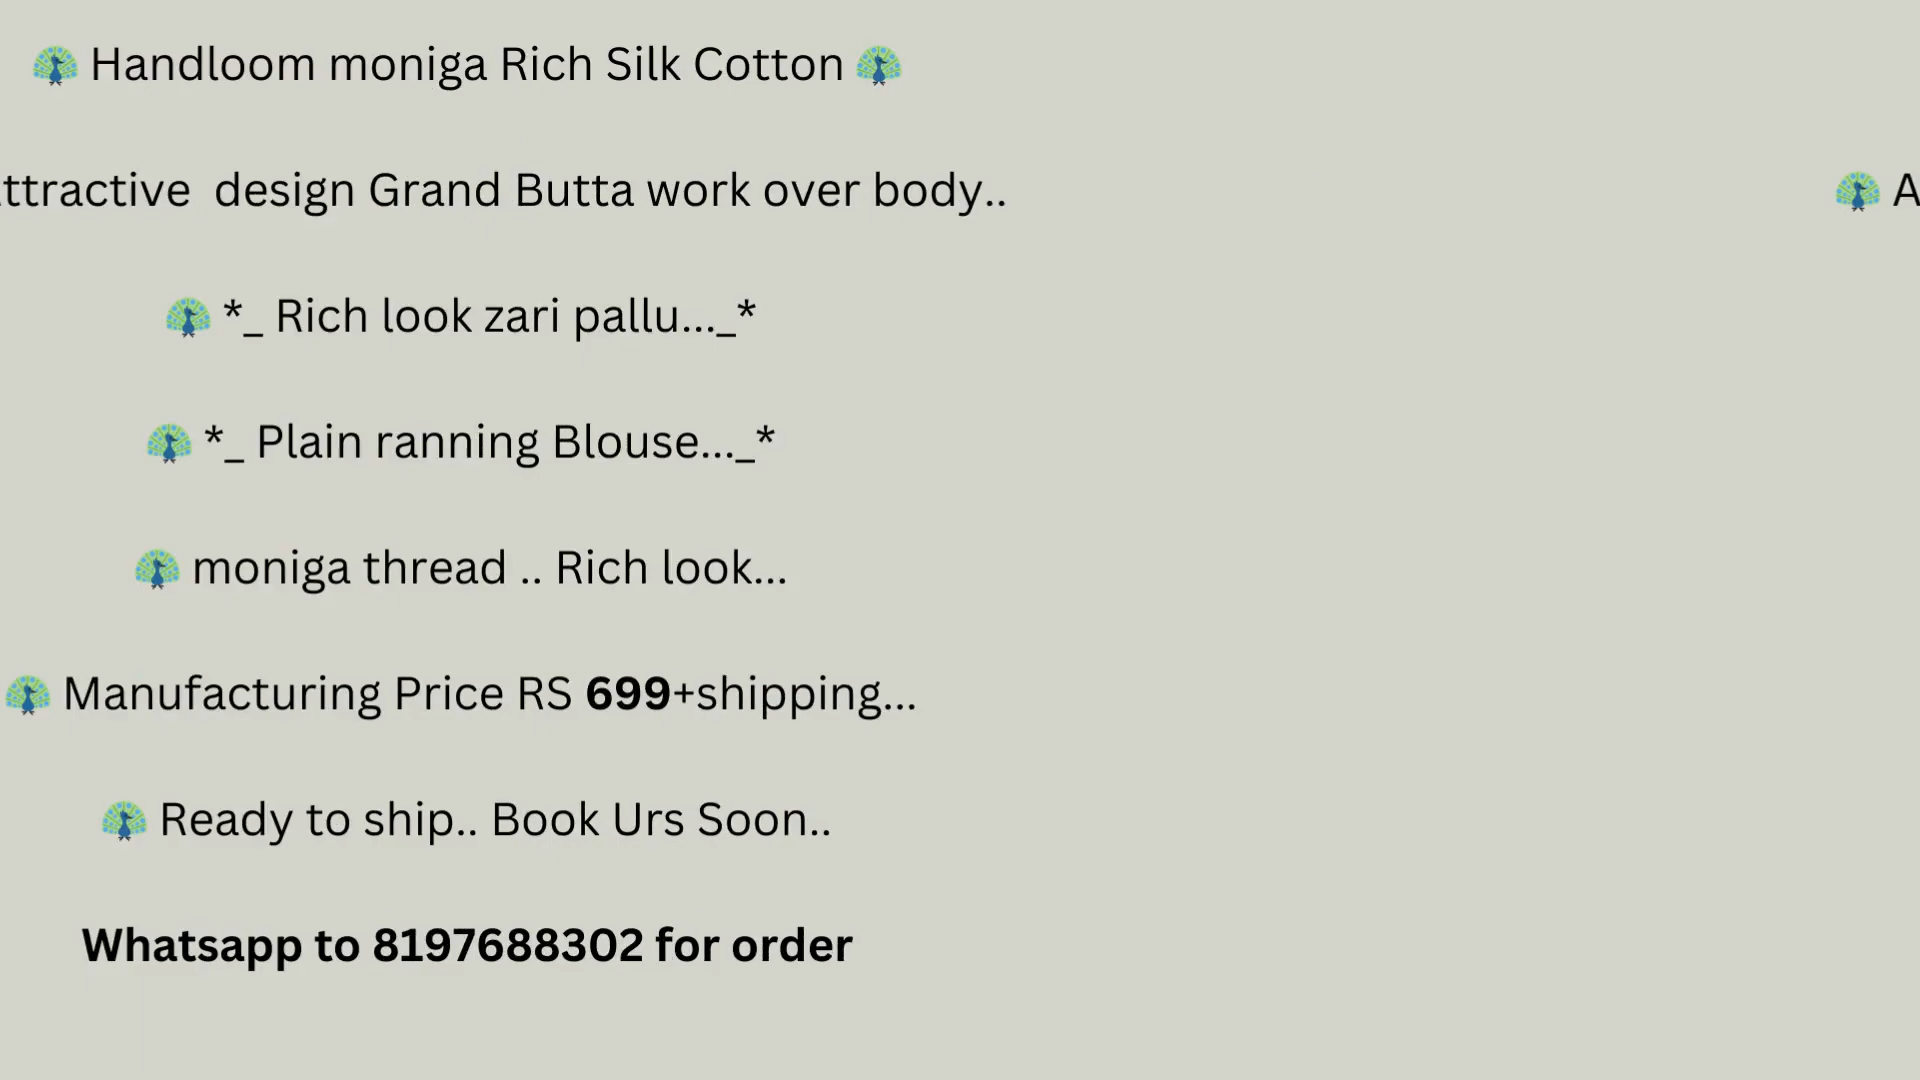 🦚 Handloom moniga Rich Silk Cotton 🦚
🦚 Attractive  design Grand Butta work over body..
🦚 *_ Rich look zari pallu..._*
🦚 *_ Plain ranning Blouse..._*
🦚 moniga thread .. Rich look...
🦚 Manufacturing Price RS 699+shipping...
🦚 Ready to ship.. Book Urs Soon..
Whatsapp to 8197688302 for order